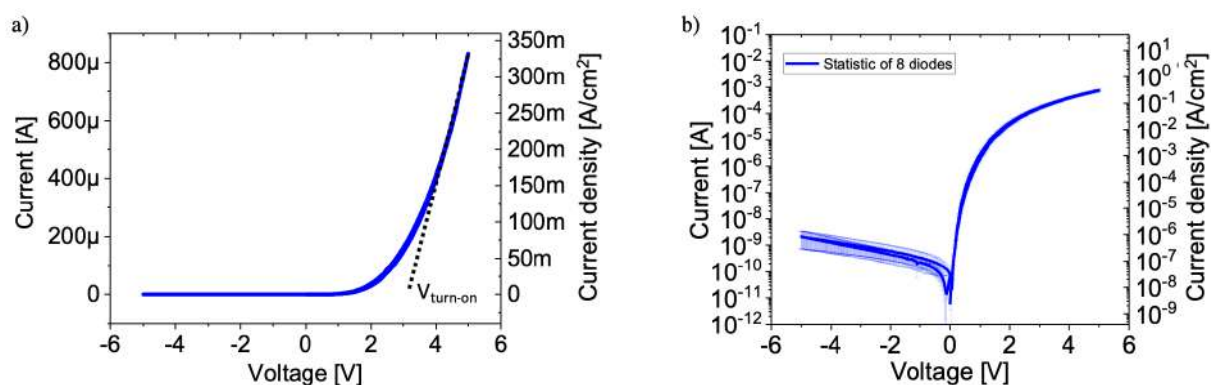 a)
800μ
600μ
400μ
200μ
0
Current [A]
350m
300m
250m
200m
150m
100m
50m
0
Current density [A/cm²]
V turn-on
-6 -4 -2 0 2 4 6
Voltage [V]
b)
10⁻¹
10⁰
10⁻¹
10⁻²
10⁻³
10⁻⁴
10⁻⁵
10⁻⁶
10⁻⁷
10⁻⁸
10⁻⁹
10⁻¹⁰
10⁻¹¹
10⁻¹²
Current [A]
Statistic of 8 diodes
10¹
10⁰
10⁻¹
10⁻²
10⁻³
10⁻⁴
10⁻⁵
10⁻⁶
10⁻⁷
10⁻⁸
10⁻⁹
Current density [A/cm²]
-6 -4 -2 0 2 4 6
Voltage [V]